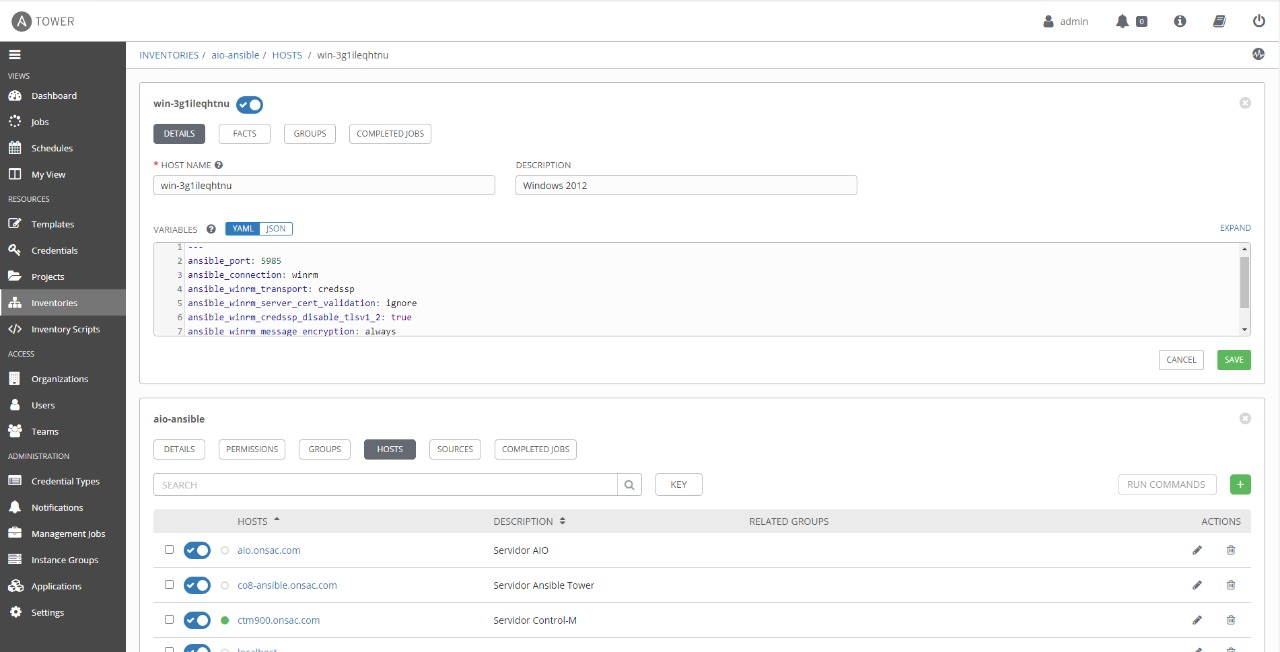 A TOWER
admin 0
INVENTORIES / aio-ansible / HOSTS / win-3g1ileqhtnu
VIEWS
Dashboard
Jobs
Schedules
My View
RESOURCES
Templates
Credentials
Projects
Inventories
Inventory Scripts
ACCESS
Organizations
Users
Teams
ADMINISTRATION
Credential Types
Notifications
Management Jobs
Instance Groups
Applications
Settings
win-3g1ileqhtnu
DETAILS FACTS GROUPS COMPLETED JOBS
* HOST NAME ? DESCRIPTION
win-3g1ileqhtnu Windows 2012
VARIABLES ? YAML JSON EXPAND
1 ---
2 ansible_port: 5985
3 ansible_connection: winrm
4 ansible_winrm_transport: credssp
5 ansible_winrm_server_cert_validation: ignore
6 ansible_winrm_credssp_disable_tlsv1_2: true
7 ansible_winrm_message_encryption: always
CANCEL SAVE
aio-ansible
DETAILS PERMISSIONS GROUPS HOSTS SOURCES COMPLETED JOBS
SEARCH KEY RUN COMMANDS +
HOSTS DESCRIPTION RELATED GROUPS ACTIONS
aio.onsac.com Servidor AIO
co8-ansible.onsac.com Servidor Ansible Tower
ctm900.onsac.com Servidor Control-M
localhost